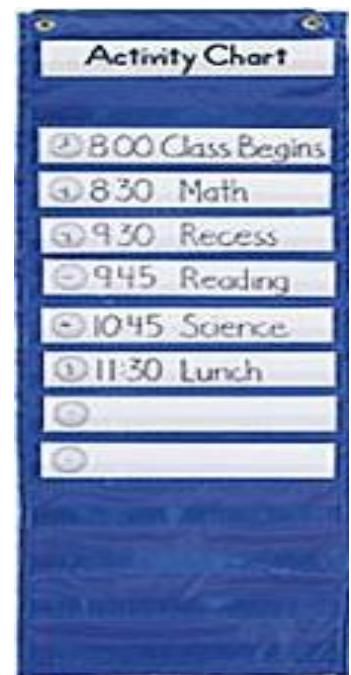 Activity Chart
8:00 Class Begins
8:30 Math
9:30 Recess
9:45 Reading
10:45 Science
11:30 Lunch